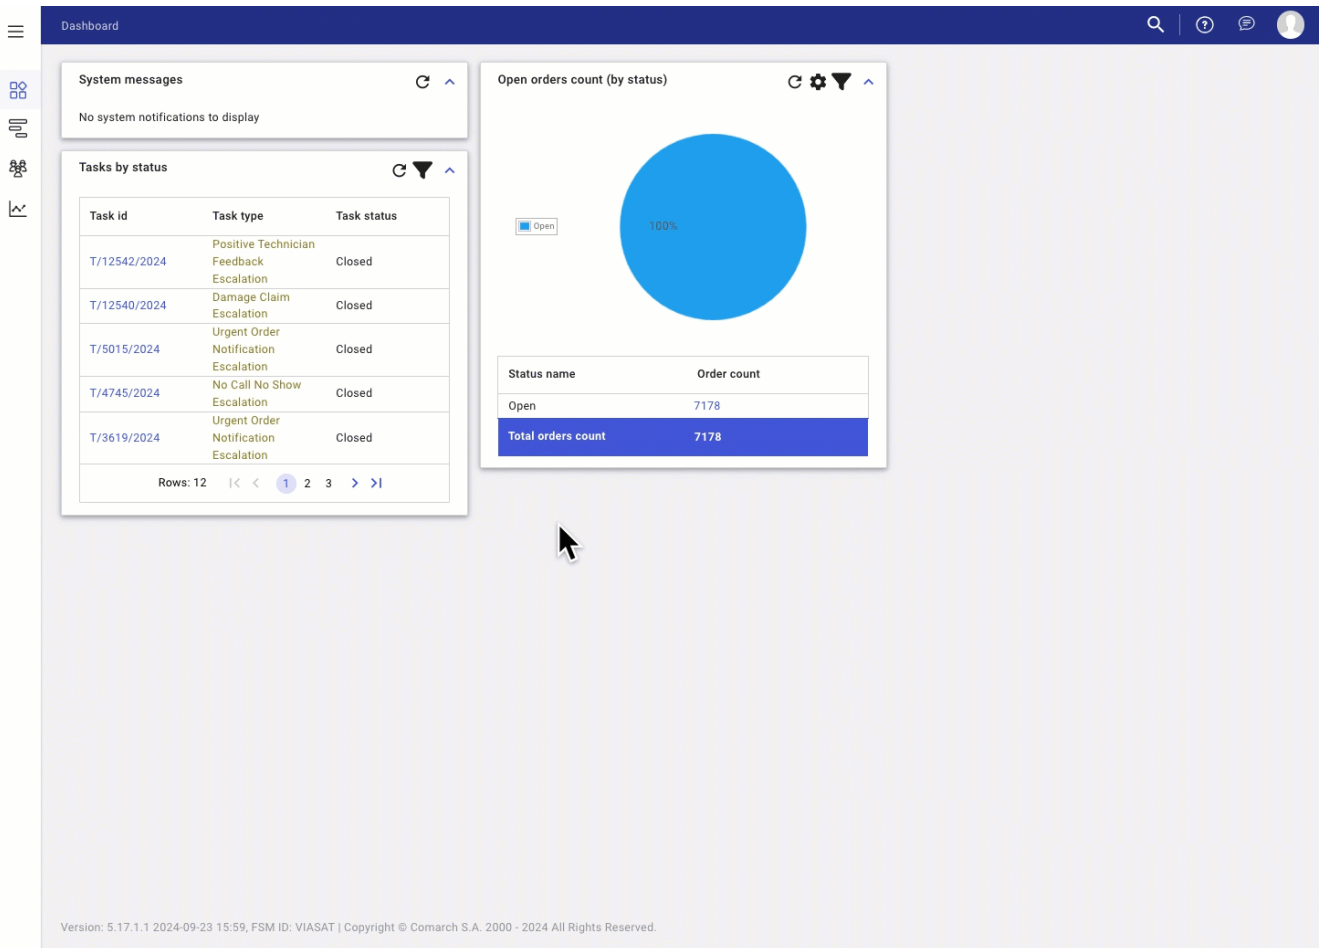 Dashboard
System messages
No system notifications to display
Tasks by status
Task id Task type Task status
T/12542/2024 Positive Technician Feedback Escalation Closed
T/12540/2024 Damage Claim Escalation Closed
T/5015/2024 Urgent Order Notification Escalation Closed
T/4745/2024 No Call No Show Escalation Closed
T/3619/2024 Urgent Order Notification Escalation Closed
Rows: 12 1 2 3
Open orders count (by status)
Open
100%
Status name Order count
Open 7178
Total orders count 7178
Version: 5.17.1.1 2024-09-23 15:59, FSM ID: VIASAT | Copyright © Comarch S.A. 2000 - 2024 All Rights Reserved.